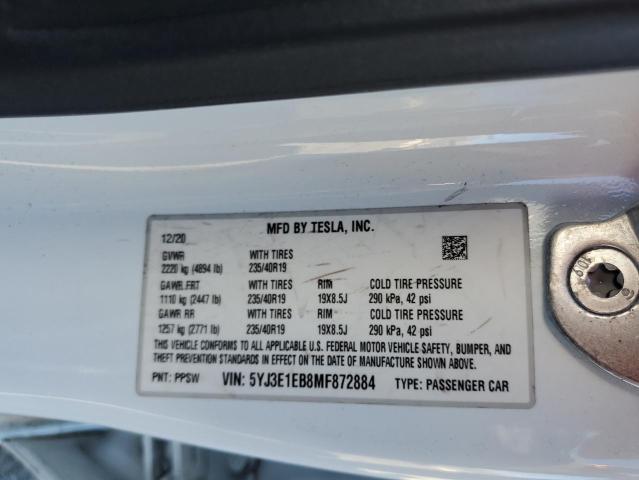 MFD BY TESLA, INC.
12/20
GVWR WITH TIRES
2220 kg (4894 lb) 235/40R19
GAWR FRT WITH TIRES RIM COLD TIRE PRESSURE
1110 kg (2447 lb) 235/40R19 19X8.5J 290 kPa, 42 psi
GAWR RR WITH TIRES RIM COLD TIRE PRESSURE
1257 kg (2771 lb) 235/40R19 19X8.5J 290 kPa, 42 psi
THIS VEHICLE CONFORMS TO ALL APPLICABLE U.S. FEDERAL MOTOR VEHICLE SAFETY, BUMPER, AND
THEFT PREVENTION STANDARDS IN EFFECT ON THE DATE OF MANUFACTURE SHOWN ABOVE.
PNT: PPSW VIN: 5YJ3E1EB8MF872884 TYPE: PASSENGER CAR